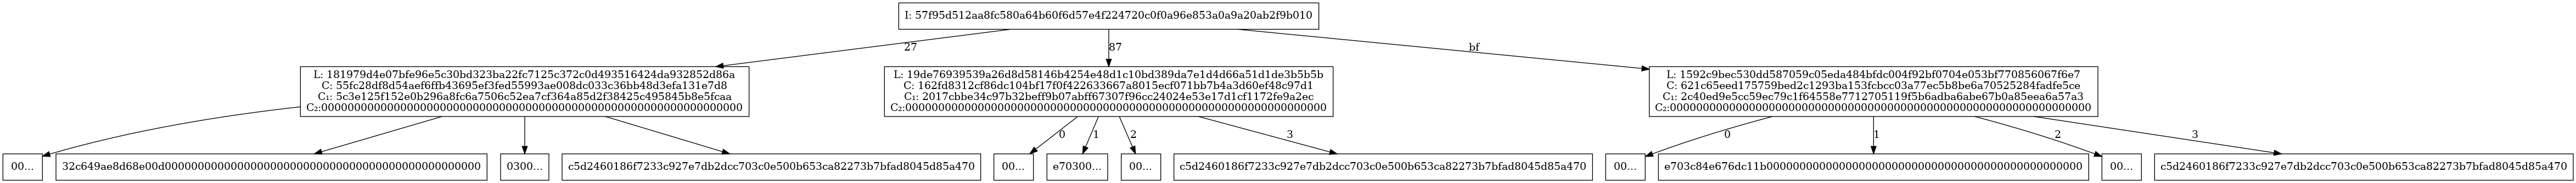 I: 57f95d512aa8fc580a64b60f6d57e4f224720c0f0a96e853a0a9a20ab2f9b010
27
87
bf
L: 181979d4e07bfe96e5c30bd323ba22fc7125c372c0d493516424da932852d86a
C: 55fc28df8d54aef6ffb43695ef3fed55993ae008dc033c36bb48d3efa131e7d8
C₁: 5c3e125f152e0b296a8fc6a7506c52ea7cf364a85d2f38425c495845b8e5fcaa
C₂:0000000000000000000000000000000000000000000000000000000000000000
L: 19de76939539a26d8d58146b4254e48d1c10bd389da7e1d4d66a51d1de3b5b5b
C: 162fd8312cf86dc104bf17f0f422633667a8015ecf071bb7b4a3d60ef48c97d1
C₁: 2017cbbe34c97b32beff9b07abff67307f96cc24024e53e17d1cf1172fe9a2ec
C₂:0000000000000000000000000000000000000000000000000000000000000000
L: 1592c9bec530dd587059c05eda484bfdc004f92bf0704e053bf770856067f6e7
C: 621c65eed175759bed2c1293ba153fcbcc03a77ec5b8be6a70525284fadfe5ce
C₁: 2c40ed9e5cc59ec79c1f64558e7712705119f5b6adba6abe67b0a85eea6a57a3
C₂:0000000000000000000000000000000000000000000000000000000000000000
0
1
2
3
0
1
2
3
00...
32c649ae8d68e00d000000000000000000000000000000000000000000000000
0300...
c5d2460186f7233c927e7db2dcc703c0e500b653ca82273b7bfad8045d85a470
00...
e70300...
00...
c5d2460186f7233c927e7db2dcc703c0e500b653ca82273b7bfad8045d85a470
00...
e703c84e676dc11b000000000000000000000000000000000000000000000000
00...
c5d2460186f7233c927e7db2dcc703c0e500b653ca82273b7bfad8045d85a470